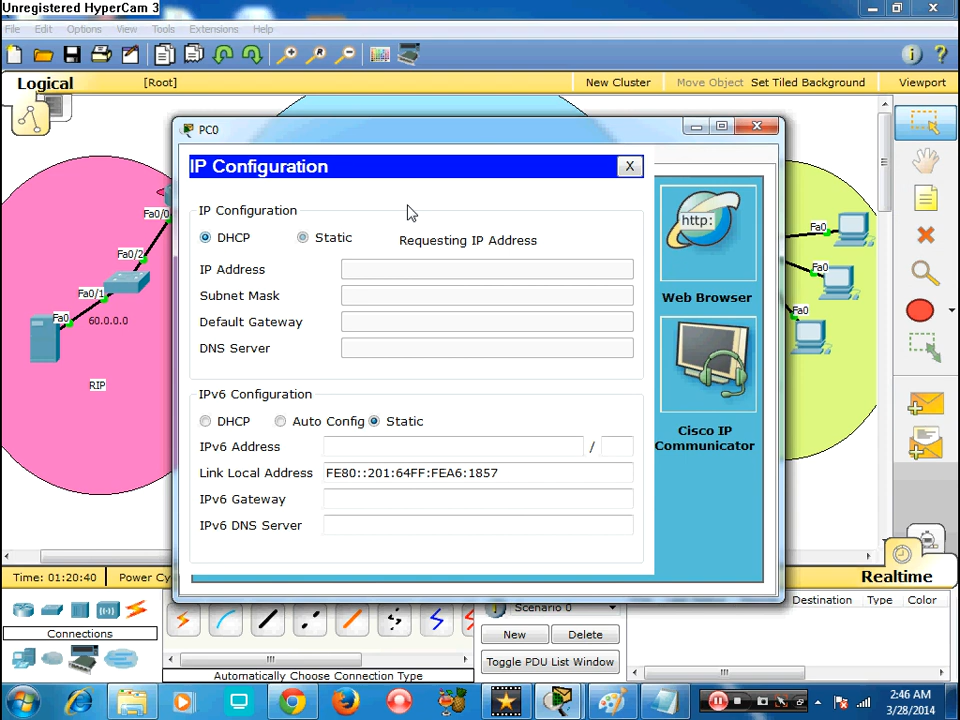 Unregistered HyperCam 3
File Edit Options View Tools Extensions Help
Logical [Root] New Cluster Move Object Set Tiled Background Viewport
PC0
IP Configuration X
IP Configuration
DHCP Static Requesting IP Address
IP Address
Subnet Mask
Default Gateway
DNS Server
IPv6 Configuration
DHCP Auto Config Static
IPv6 Address /
Link Local Address FE80::201:64FF:FEA6:1857
IPv6 Gateway
IPv6 DNS Server
http:
Web Browser
Cisco IP
Communicator
Fa0/0
Fa0/2
Fa0/1
Fa0
60.0.0.0
RIP
Fa0
Fa0
Fa0
Time: 01:20:40 Power Cy
Realtime
Connections
Automatically Choose Connection Type
Scenario 0
New Delete
Toggle PDU List Window
Destination Type Color
2:46 AM
3/28/2014